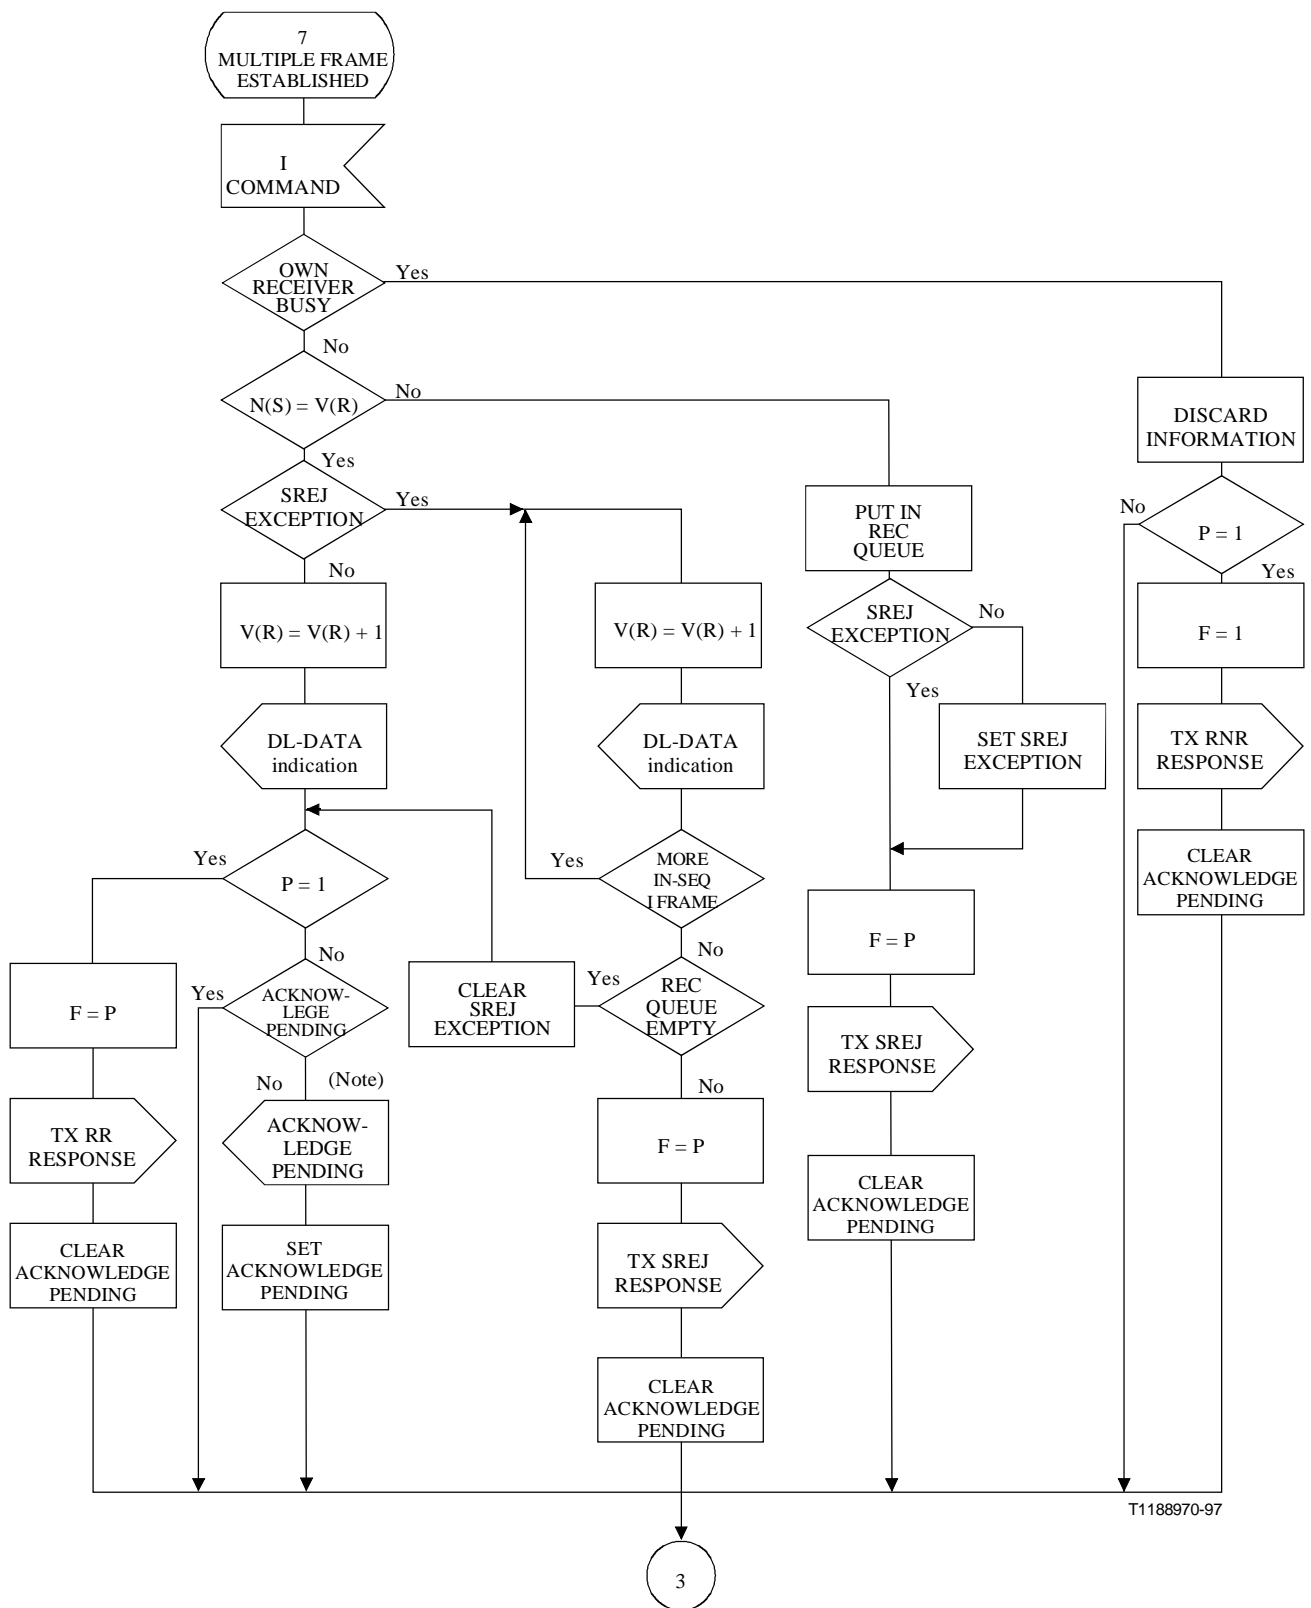 7
MULTIPLE FRAME
ESTABLISHED
I
COMMAND
OWN
RECEIVER
BUSY
Yes
No
N(S) = V(R)
No
Yes
DISCARD
INFORMATION
SREJ
EXCEPTION
Yes
No
PUT IN
REC
QUEUE
No
P = 1
Yes
V(R) = V(R) + 1
V(R) = V(R) + 1
SREJ
EXCEPTION
No
Yes
F = 1
DL-DATA
indication
DL-DATA
indication
SET SREJ
EXCEPTION
TX RNR
RESPONSE
Yes
P = 1
No
Yes
MORE
IN-SEQ
I FRAME
No
CLEAR
ACKNOWLEDGE
PENDING
F = P
Yes
ACKNOW-
LEGE
PENDING
No
(Note)
CLEAR
SREJ
EXCEPTION
Yes
REC
QUEUE
EMPTY
No
F = P
TX SREJ
RESPONSE
TX RR
RESPONSE
ACKNOW-
LEDGE
PENDING
F = P
CLEAR
ACKNOWLEDGE
PENDING
CLEAR
ACKNOWLEDGE
PENDING
SET
ACKNOWLEDGE
PENDING
TX SREJ
RESPONSE
CLEAR
ACKNOWLEDGE
PENDING
T1188970-97
3